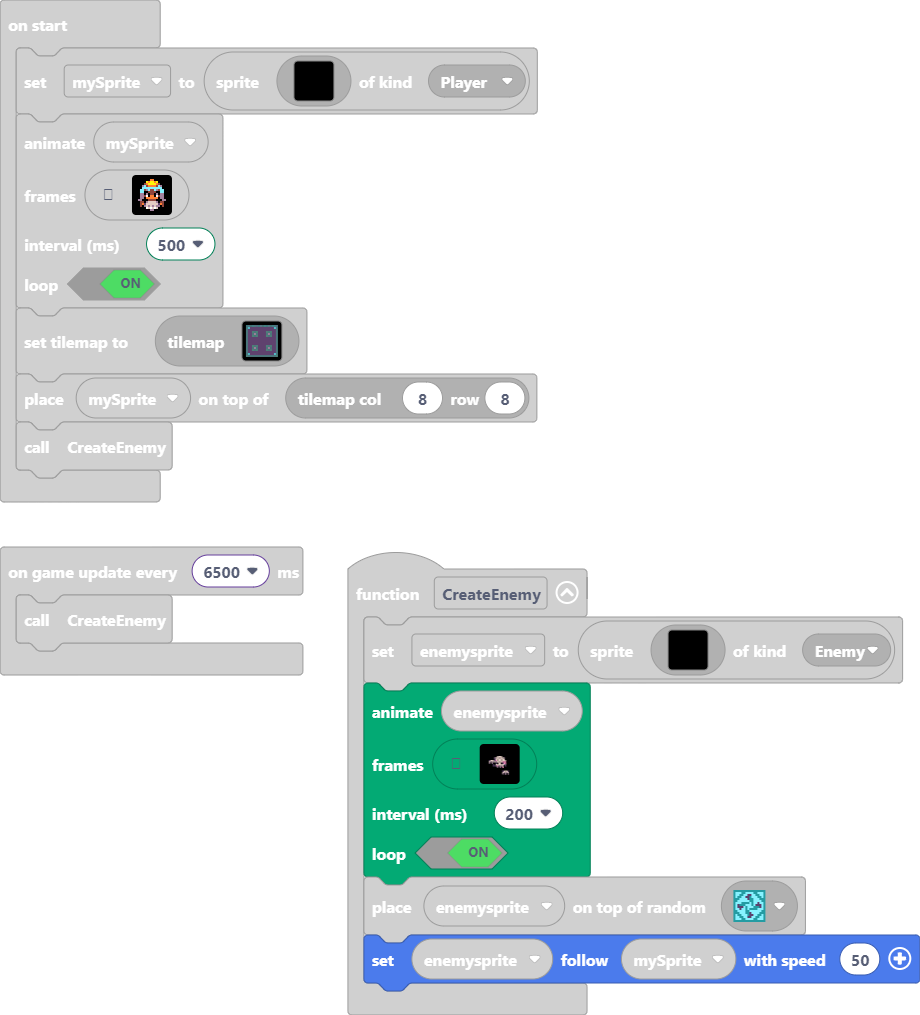 on start
set mySprite to sprite of kind Player
animate mySprite
frames
interval (ms) 500
loop ON
set tilemap to tilemap
place mySprite on top of tilemap col 8 row 8
call CreateEnemy
on game update every 6500 ms
call CreateEnemy
function CreateEnemy
set enemysprite to sprite of kind Enemy
animate enemysprite
frames
interval (ms) 200
loop ON
place enemysprite on top of random
set enemysprite follow mySprite with speed 50